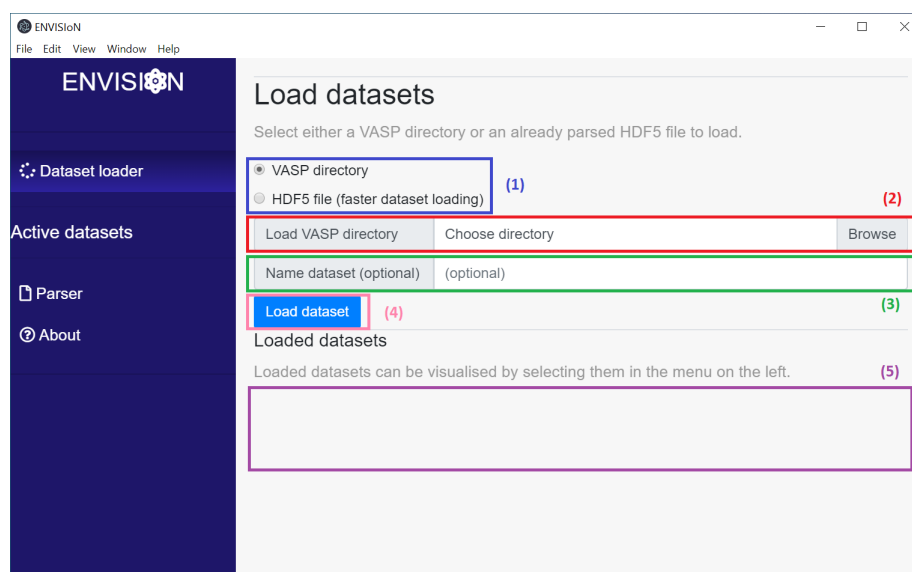 ENVISIoN
File Edit View Window Help
ENVISION
Dataset loader
Active datasets
Parser
About
Load datasets
Select either a VASP directory or an already parsed HDF5 file to load.
VASP directory
HDF5 file (faster dataset loading)
(1)
(2)
Load VASP directory Choose directory Browse
Name dataset (optional) (optional)
(3)
Load dataset (4)
Loaded datasets
Loaded datasets can be visualised by selecting them in the menu on the left.
(5)